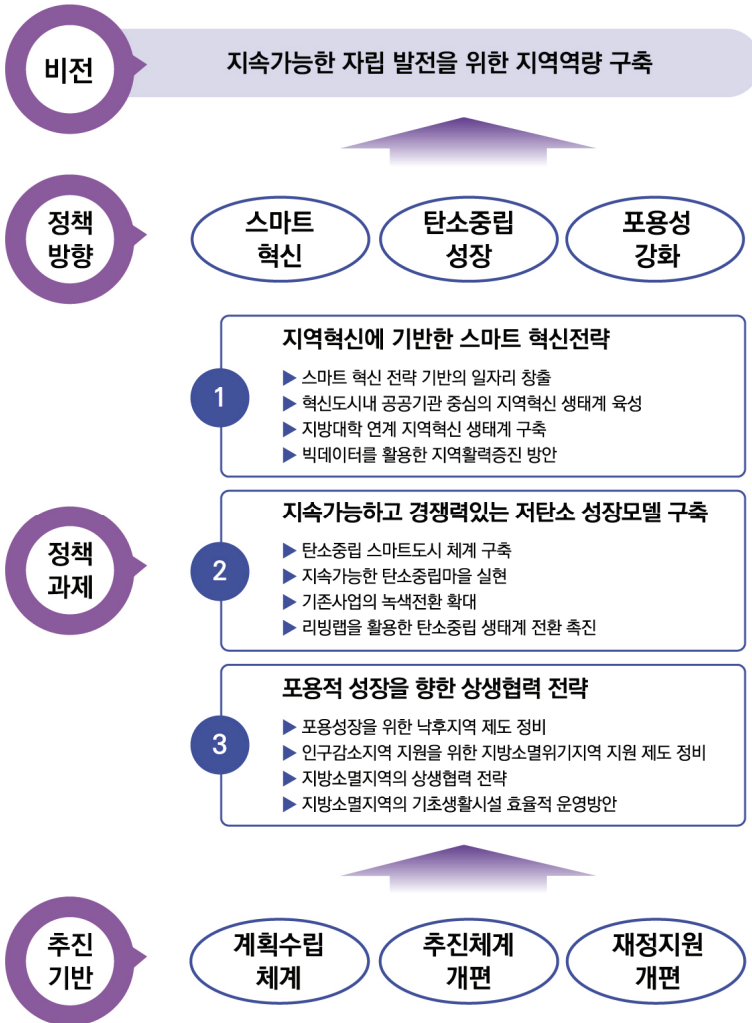 비전
지속가능한 자립 발전을 위한 지역역량 구축
정책
방향
스마트
혁신
탄소중립
성장
포용성
강화
정책
과제
1
지역혁신에 기반한 스마트 혁신전략
▶ 스마트 혁신 전략 기반의 일자리 창출
▶ 혁신도시내 공공기관 중심의 지역혁신 생태계 육성
▶ 지방대학 연계 지역혁신 생태계 구축
▶ 빅데이터를 활용한 지역활력증진 방안
2
지속가능하고 경쟁력있는 저탄소 성장모델 구축
▶ 탄소중립 스마트도시 체계 구축
▶ 지속가능한 탄소중립마을 실현
▶ 기존사업의 녹색전환 확대
▶ 리빙랩을 활용한 탄소중립 생태계 전환 촉진
3
포용적 성장을 향한 상생협력 전략
▶ 포용성장을 위한 낙후지역 제도 정비
▶ 인구감소지역 지원을 위한 지방소멸위기지역 지원 제도 정비
▶ 지방소멸지역의 상생협력 전략
▶ 지방소멸지역의 기초생활시설 효율적 운영방안
추진
기반
계획수립
체계
추진체계
개편
재정지원
개편